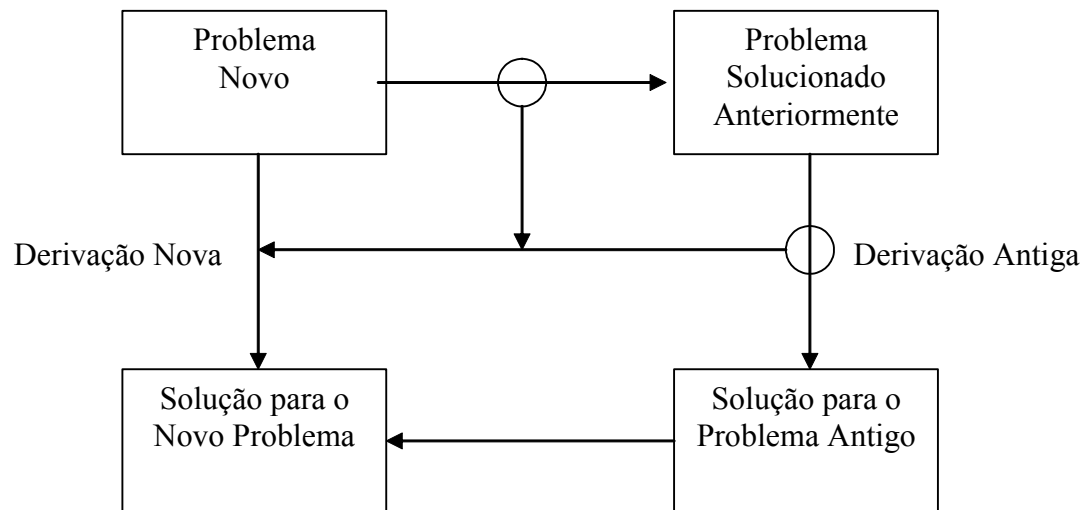 Problema
Novo
Problema
Solucionado
Anteriormente
Derivação Nova
Derivação Antiga
Solução para o
Novo Problema
Solução para o
Problema Antigo